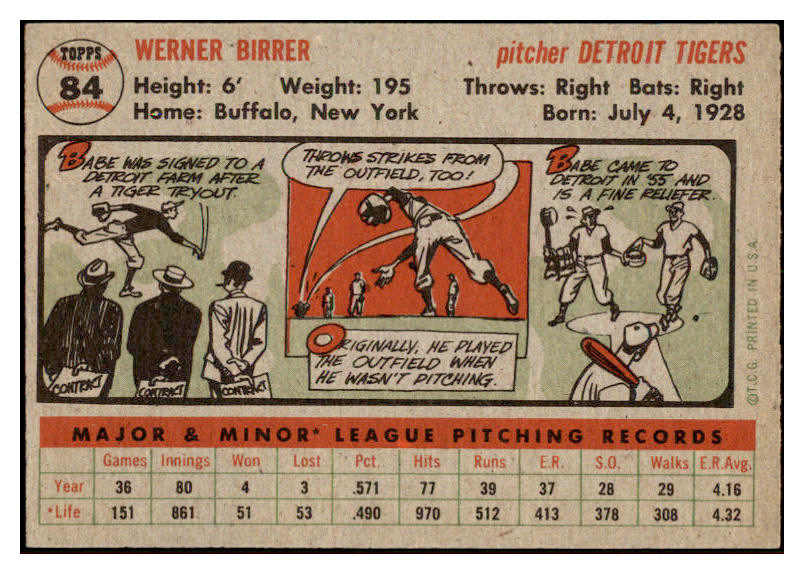 TOPPS
84
WERNER BIRRER
pitcher DETROIT TIGERS
Height: 6' Weight: 195
Throws: Right Bats: Right
Home: Buffalo, New York
Born: July 4, 1928
BABE WAS SIGNED TO A
DETROIT FARM AFTER
A TIGER TRYOUT.
CONTRACT
CONTRACT
CONTRACT
THROWS STRIKES FROM
THE OUTFIELD, TOO!
ORIGINALLY, HE PLAYED
THE OUTFIELD WHEN
HE WASN'T PITCHING.
BABE CAME TO
DETROIT IN '55 AND
IS A FINE RELIEFER.
©T.C.G. PRINTED IN U.S.A.
MAJOR & MINOR* LEAGUE PITCHING RECORDS
Games Innings Won Lost Pct. Hits Runs E.R. S.O. Walks E.R.Avg.
Year 36 80 4 3 .571 77 39 37 28 29 4.16
*Life 151 861 51 53 .490 970 512 413 378 308 4.32